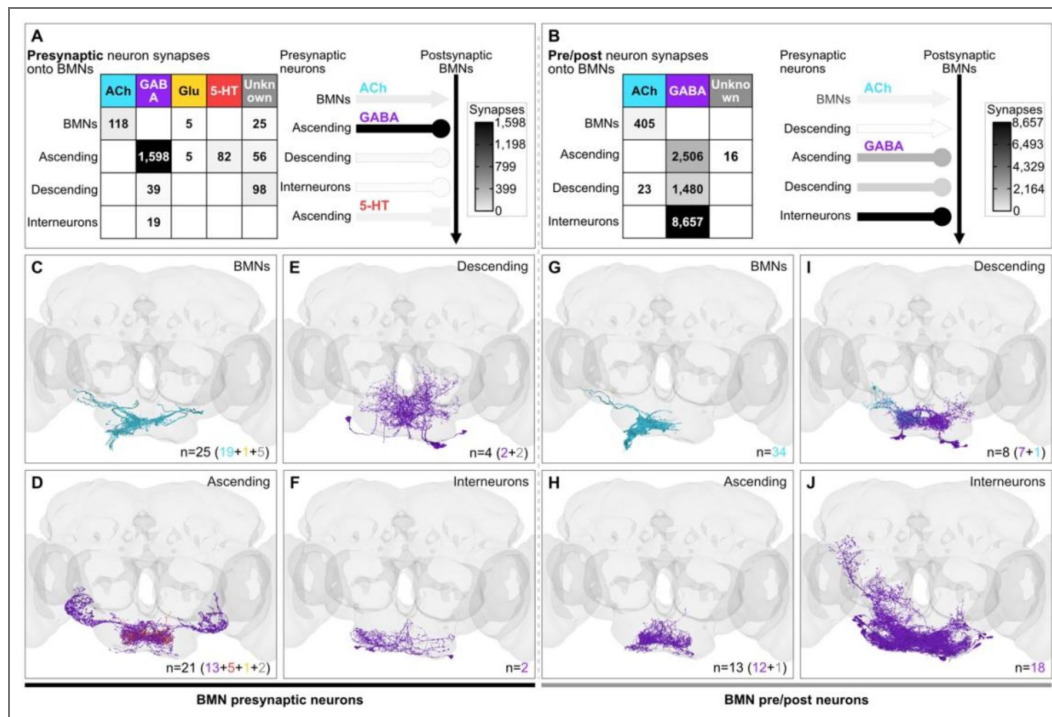 A
Presynaptic neuron synapses
onto BMNs
ACh
GAB
A
Glu
5-HT
Unkn
own
BMNs
118
5
25
Ascending
1,598
5
82
56
Descending
39
98
Interneurons
19
Presynaptic
neurons
Postsynaptic
BMNs
ACh
BMNs
GABA
Ascending
Descending
Interneurons
5-HT
Ascending
Synapses
1,598
1,198
799
399
0
B
Pre/post neuron synapses
onto BMNs
ACh
GABA
Unkno
wn
BMNs
405
Ascending
2,506
16
Descending
23
1,480
Interneurons
8,657
Presynaptic
neurons
Postsynaptic
BMNs
ACh
BMNs
Descending
GABA
Ascending
Descending
Interneurons
Synapses
8,657
6,493
4,329
2,164
0
C
BMNs
n=25 (19+1+5)
E
Descending
n=4 (2+2)
G
BMNs
n=34
I
Descending
n=8 (7+1)
D
Ascending
n=21 (13+5+1+2)
F
Interneurons
n=2
H
Ascending
n=13 (12+1)
J
Interneurons
n=18
BMN presynaptic neurons
BMN pre/post neurons